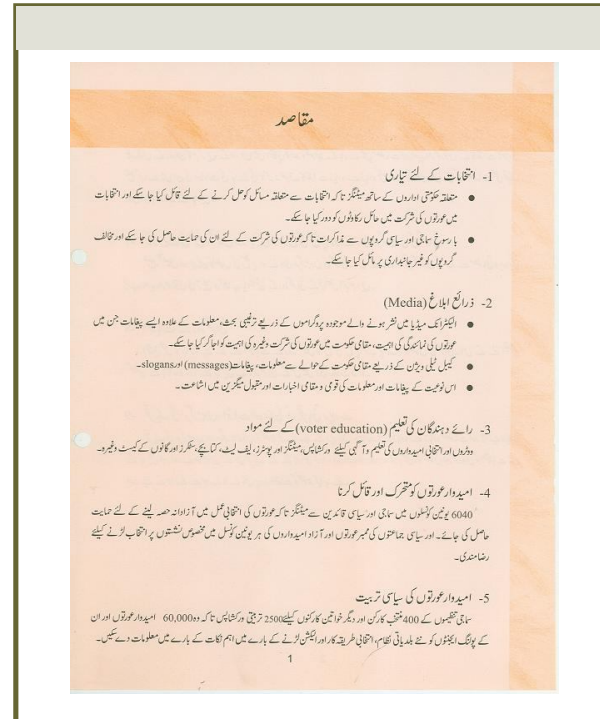 مقاصد
1- انتخابات کے لئے تیاری
● متعلقہ حکومتی اداروں کے ساتھ میٹنگز تاکہ انتخابات سے متعلقہ مسائل کو حل کرنے کے لئے قائل کیا جا سکے اور انتخابات
میں عورتوں کی شرکت میں حائل رکاوٹوں کو دور کیا جا سکے۔
● با رسوخ سماجی اور سیاسی گروپوں سے مذاکرات تاکہ عورتوں کی شرکت کے لئے ان کی حمایت حاصل کی جا سکے اور مخالف
گروپوں کو غیر جانبداری پر مائل کیا جا سکے۔
2- ذرائع ابلاغ (Media)
● الیکٹرانک میڈیا میں نشر ہونے والے موجودہ پروگراموں کے ذریعے ترغیبی بحث، معلومات کے علاوہ ایسے پیغامات جن میں
عورتوں کی نمائندگی کی اہمیت، مقامی حکومت میں عورتوں کی شرکت وغیرہ کی اہمیت کو اجاگر کیا جا سکے۔
● کیبل ٹیلی ویژن کے ذریعے مقامی حکومت کے حوالے سے معلومات، پیغامات (messages) اور slogans۔
● اس نوعیت کے پیغامات اور معلومات کی قومی و مقامی اخبارات اور مقبول میگزین میں اشاعت۔
3- رائے دہندگان کی تعلیم (voter education) کے لئے مواد
ووٹروں اور انتخابی امیدواروں کی تعلیم و آگہی کیلئے ورکشاپس، میٹنگز اور پوسٹرز، لیف لیٹ، کتابچے، سٹکرز اور گانوں کے کیسٹ وغیرہ۔
4- امیدوار عورتوں کو متحرک اور قائل کرنا
6040 یونین کونسلوں میں سماجی اور سیاسی قائدین سے میٹنگز تاکہ عورتوں کی انتخابی عمل میں آزادانہ حصہ لینے کے لئے حمایت
حاصل کی جائے۔ اور سیاسی جماعتوں کی ممبر عورتوں اور آزاد امیدواروں کی ہر یونین کونسل میں مخصوص نشستوں پر انتخاب لڑنے کیلئے
رضامندی۔
5- امیدوار عورتوں کی سیاسی تربیت
سماجی تنظیموں کے 400 منتخب کارکن اور دیگر خواتین کارکنوں کیلئے 2500 تربیتی ورکشاپس تاکہ وہ 60,000 امیدوار عورتوں اور ان
کے پولنگ ایجنٹوں کو نئے بلدیاتی نظام، انتخابی طریقہ کار اور الیکشن لڑنے کے بارے میں اہم نکات کے بارے میں معلومات دے سکیں۔
1